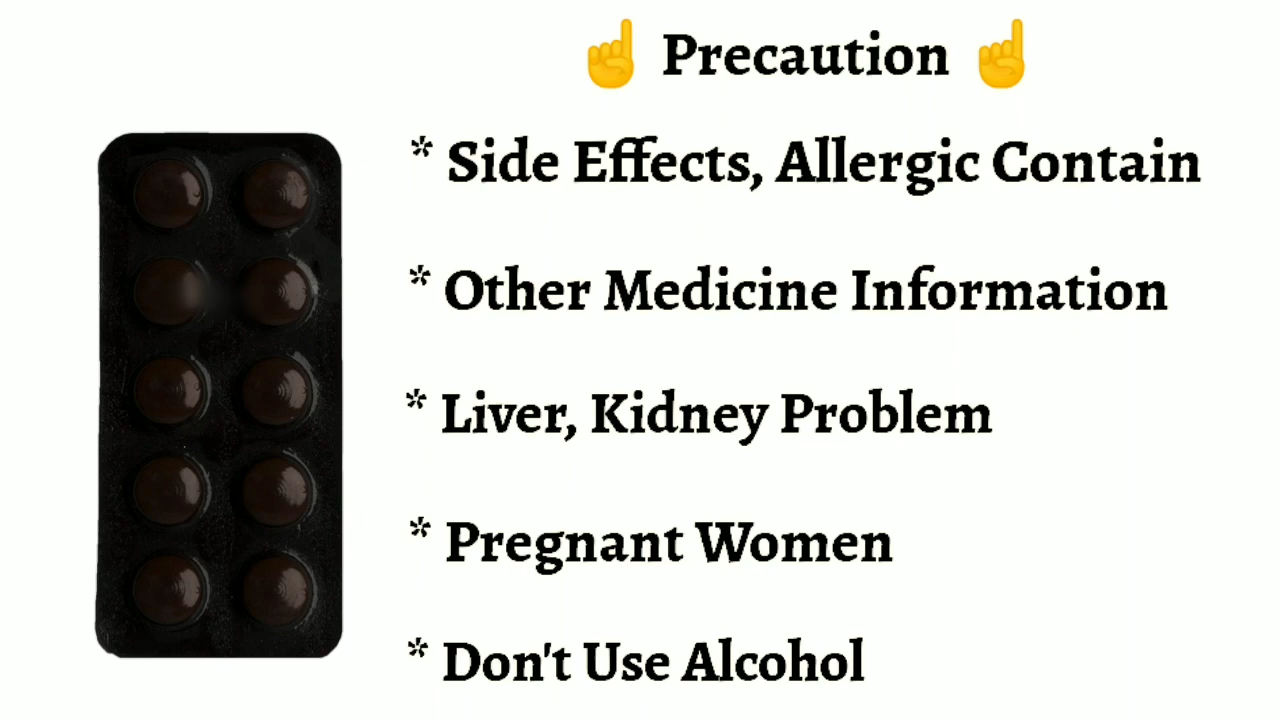 ☝ Precaution ☝
* Side Effects, Allergic Contain
* Other Medicine Information
* Liver, Kidney Problem
* Pregnant Women
* Don't Use Alcohol